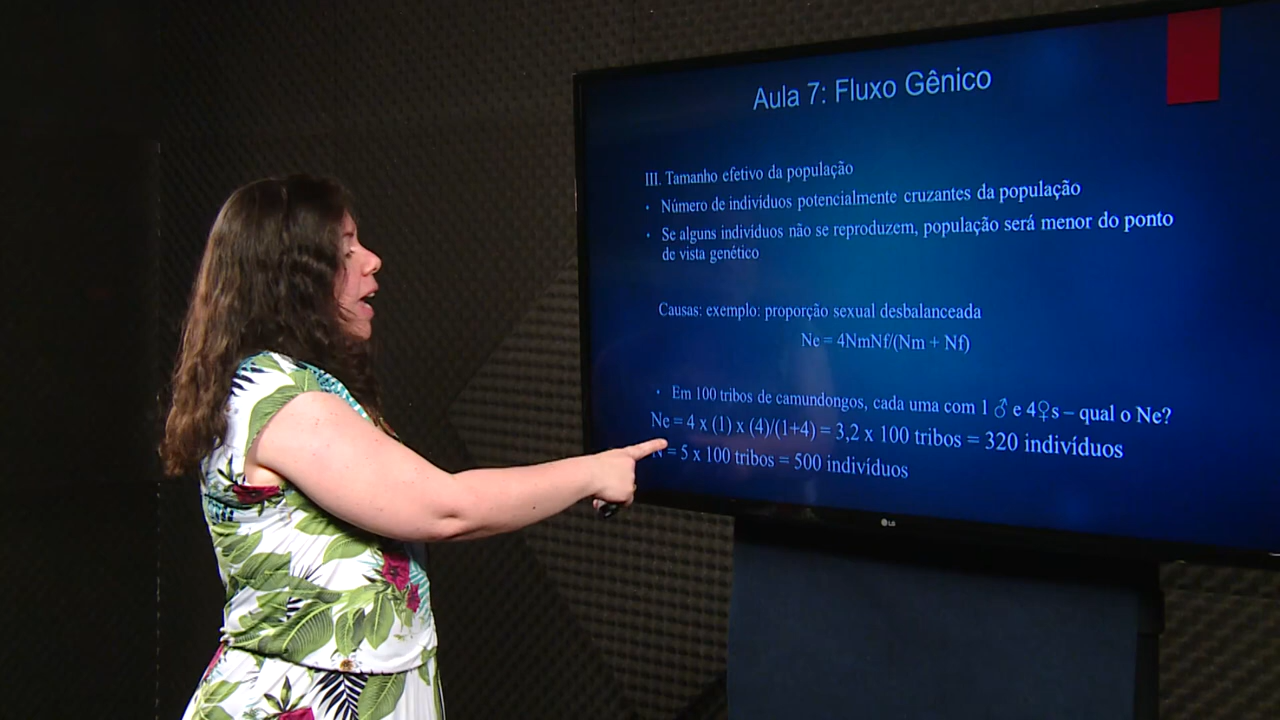 Aula 7: Fluxo Gênico
III. Tamanho efetivo da população
• Número de indivíduos potencialmente cruzantes da população
• Se alguns indivíduos não se reproduzem, população será menor do ponto
de vista genético
Causas: exemplo: proporção sexual desbalanceada
Ne = 4NmNf/(Nm + Nf)
• Em 100 tribos de camundongos, cada uma com 1 ♂ e 4♀s – qual o Ne?
Ne = 4 x (1) x (4)/(1+4) = 3,2 x 100 tribos = 320 indivíduos
N = 5 x 100 tribos = 500 indivíduos
LG